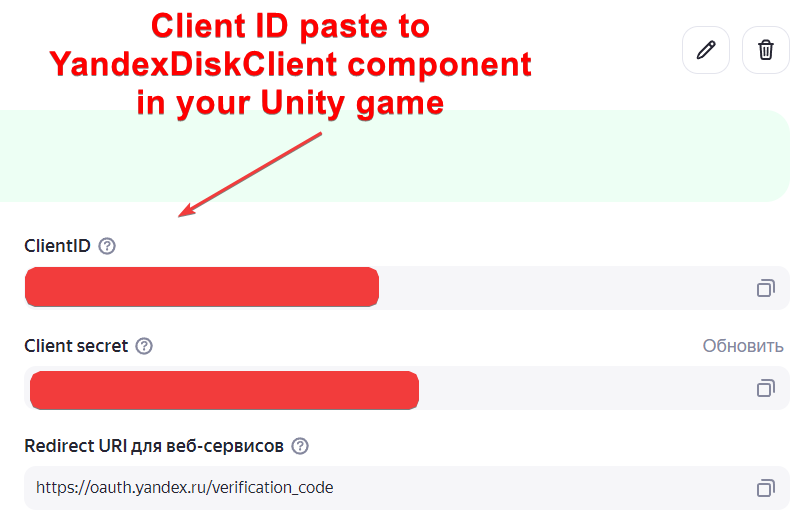 Client ID paste to
YandexDiskClient component
in your Unity game
ClientID ?
Client secret ?
Обновить
Redirect URI для веб-сервисов ?
https://oauth.yandex.ru/verification_code